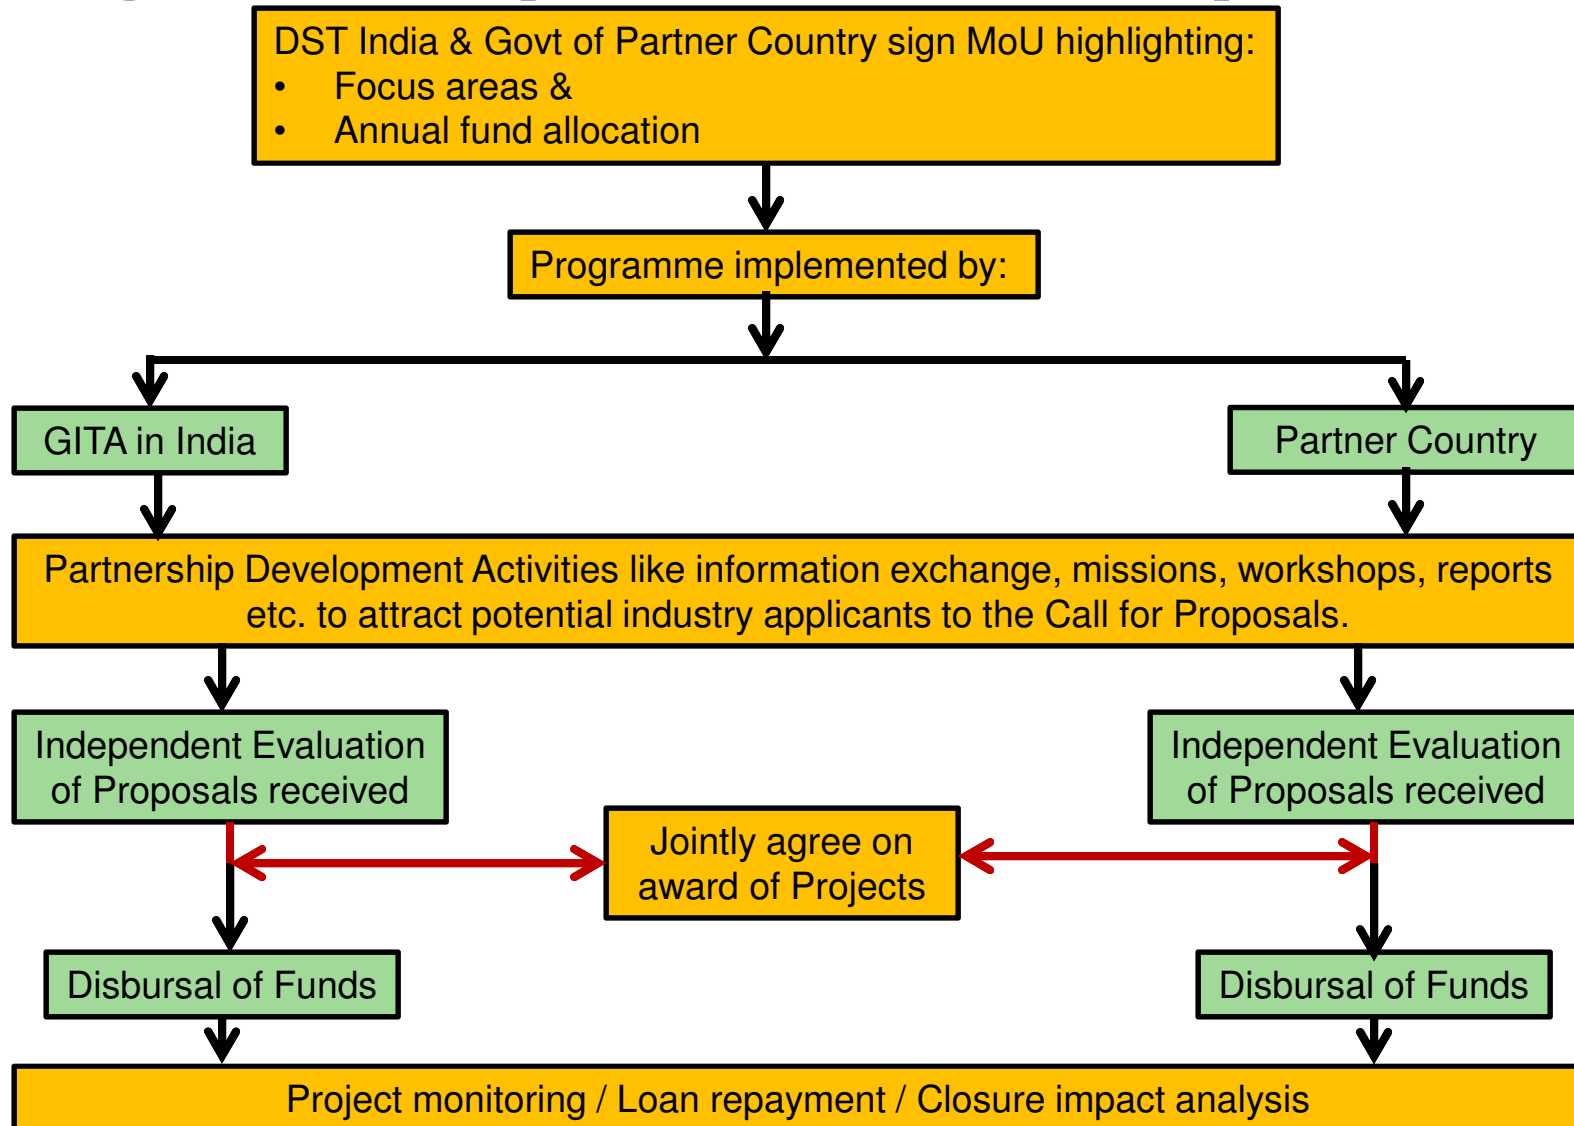 DST India & Govt of Partner Country sign MoU highlighting:
• Focus areas &
• Annual fund allocation
Programme implemented by:
GITA in India
Partner Country
Partnership Development Activities like information exchange, missions, workshops, reports
etc. to attract potential industry applicants to the Call for Proposals.
Independent Evaluation
of Proposals received
Independent Evaluation
of Proposals received
Jointly agree on
award of Projects
Disbursal of Funds
Disbursal of Funds
Project monitoring / Loan repayment / Closure impact analysis